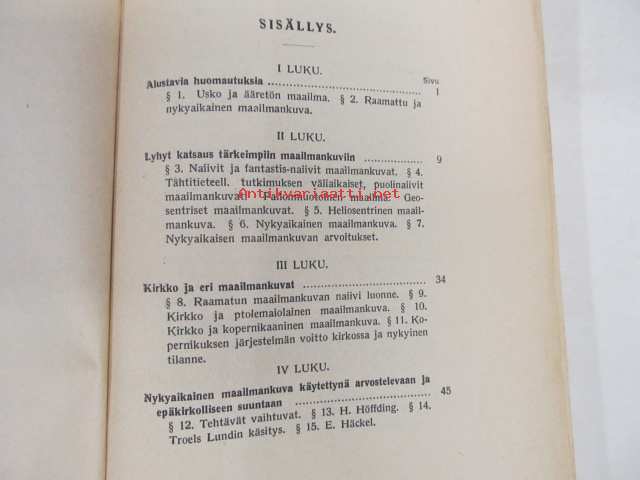 SISÄLLYS.
I LUKU.
Sivu
Alustavia huomautuksia 1
§ 1. Usko ja ääretön maailma. § 2. Raamattu ja
nykyaikainen maailmankuva.
II LUKU.
Lyhyt katsaus tärkeimpiin maailmankuviin 9
§ 3. Naiivit ja fantastis-naiivit maailmankuvat. § 4.
Tähtitieteell. tutkimuksen väliaikaiset, puolinaiivit
maailmankuvat. Pallonmuotoinen maailma. Geo-
Antikvariaatti.net
sentriset maailmankuvat. § 5. Heliosentrinen maail-
mankuva. § 6. Nykyaikainen maailmankuva. § 7.
Nykyaikaisen maailmankuvan arvoitukset.
III LUKU.
Kirkko ja eri maailmankuvat 34
§ 8. Raamatun maailmankuvan naiivi luonne. § 9.
Kirkko ja ptolemaiolainen maailmankuva. § 10.
Kirkko ja kopernikaaninen maailmankuva. § 11. Ko-
pernikuksen järjestelmän voitto kirkossa ja nykyinen
tilanne.
IV LUKU.
Nykyaikainen maailmankuva käytettynä arvostelevaan ja
epäkirkolliseen suuntaan 45
§ 12. Tehtävät vaihtuvat. § 13. H. Höffding. § 14.
Troels Lundin käsitys. § 15. E. Häckel.